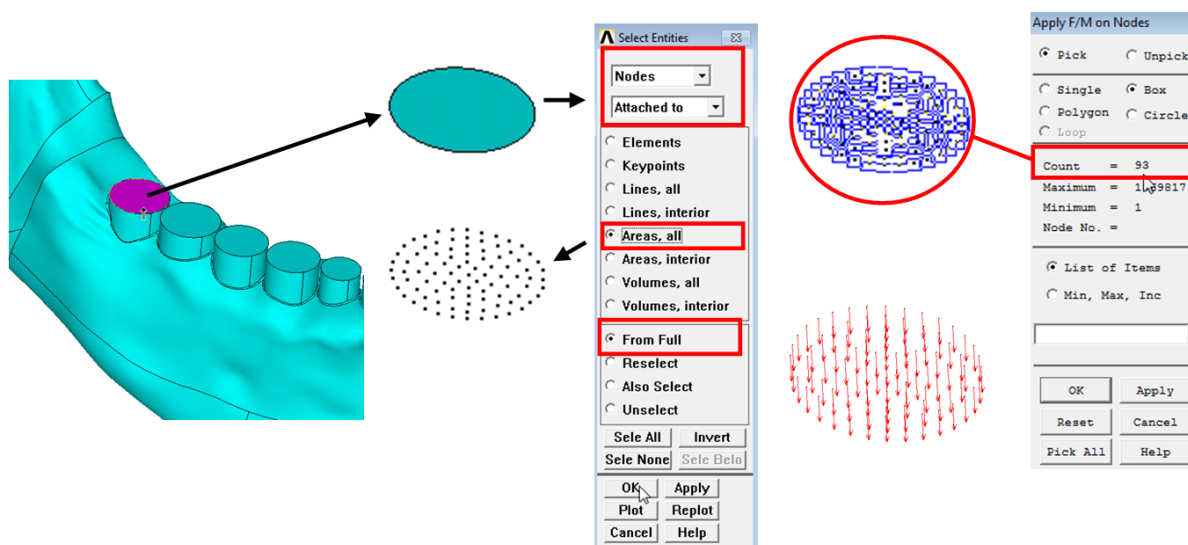 Select Entities
Nodes
Attached to
Elements
Keypoints
Lines, all
Lines, interior
Areas, all
Areas, interior
Volumes, all
Volumes, interior
From Full
Reselect
Also Select
Unselect
Sele All Invert
Sele None Sele Belo
OK Apply
Plot Replot
Cancel Help
Apply F/M on Nodes
Pick Unpick
Single Box
Polygon Circle
Loop
Count = 93
Maximum =
Minimum = 1
Node No. =
List of Items
Min, Max, Inc
OK Apply
Reset Cancel
Pick All Help